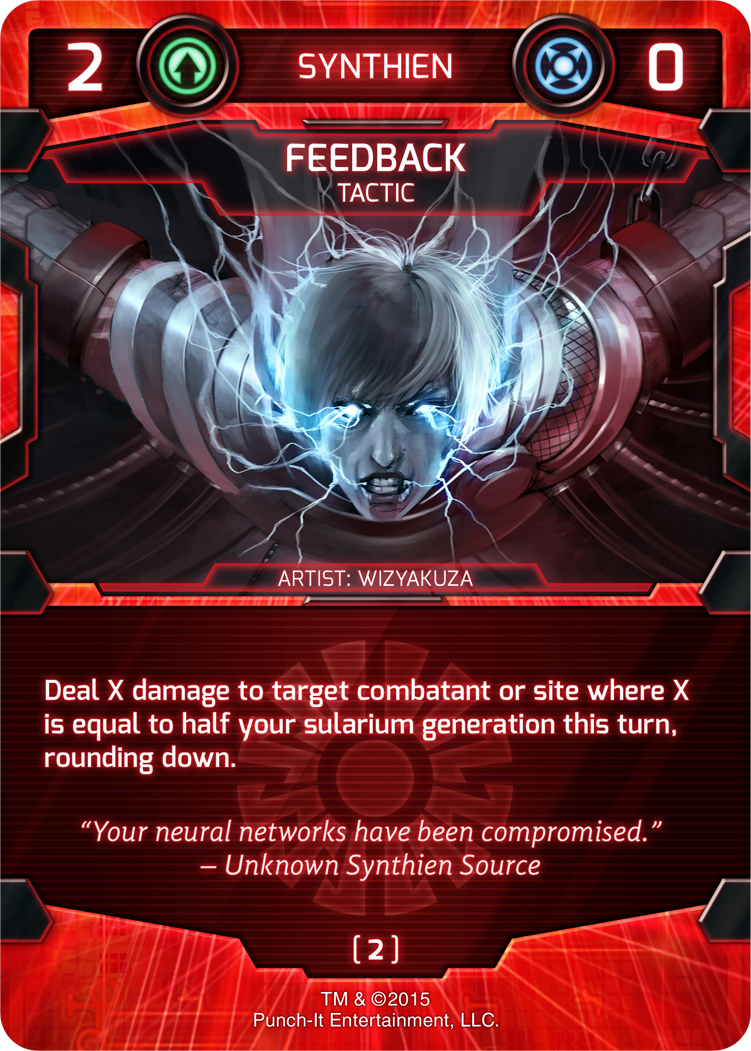 2 SYNTHIEN 0
FEEDBACK
TACTIC
ARTIST: WIZYAKUZA
Deal X damage to target combatant or site where X
is equal to half your sularium generation this turn,
rounding down.
“Your neural networks have been compromised.”
– Unknown Synthien Source
[2]
TM & ©2015
Punch-It Entertainment, LLC.